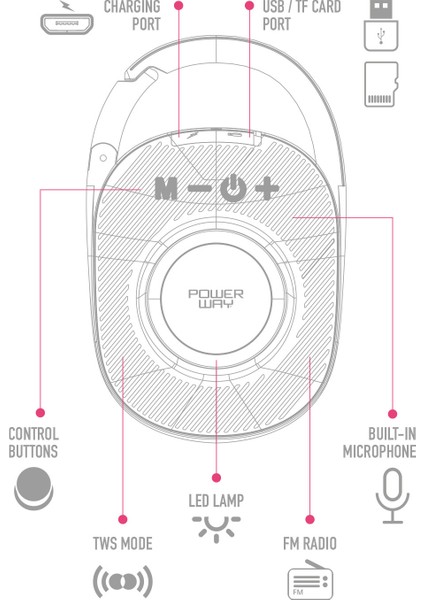 CHARGING
PORT
USB / TF CARD
PORT
M
POWER
WAY
CONTROL
BUTTONS
BUILT-IN
MICROPHONE
LED LAMP
TWS MODE
FM RADIO
FM